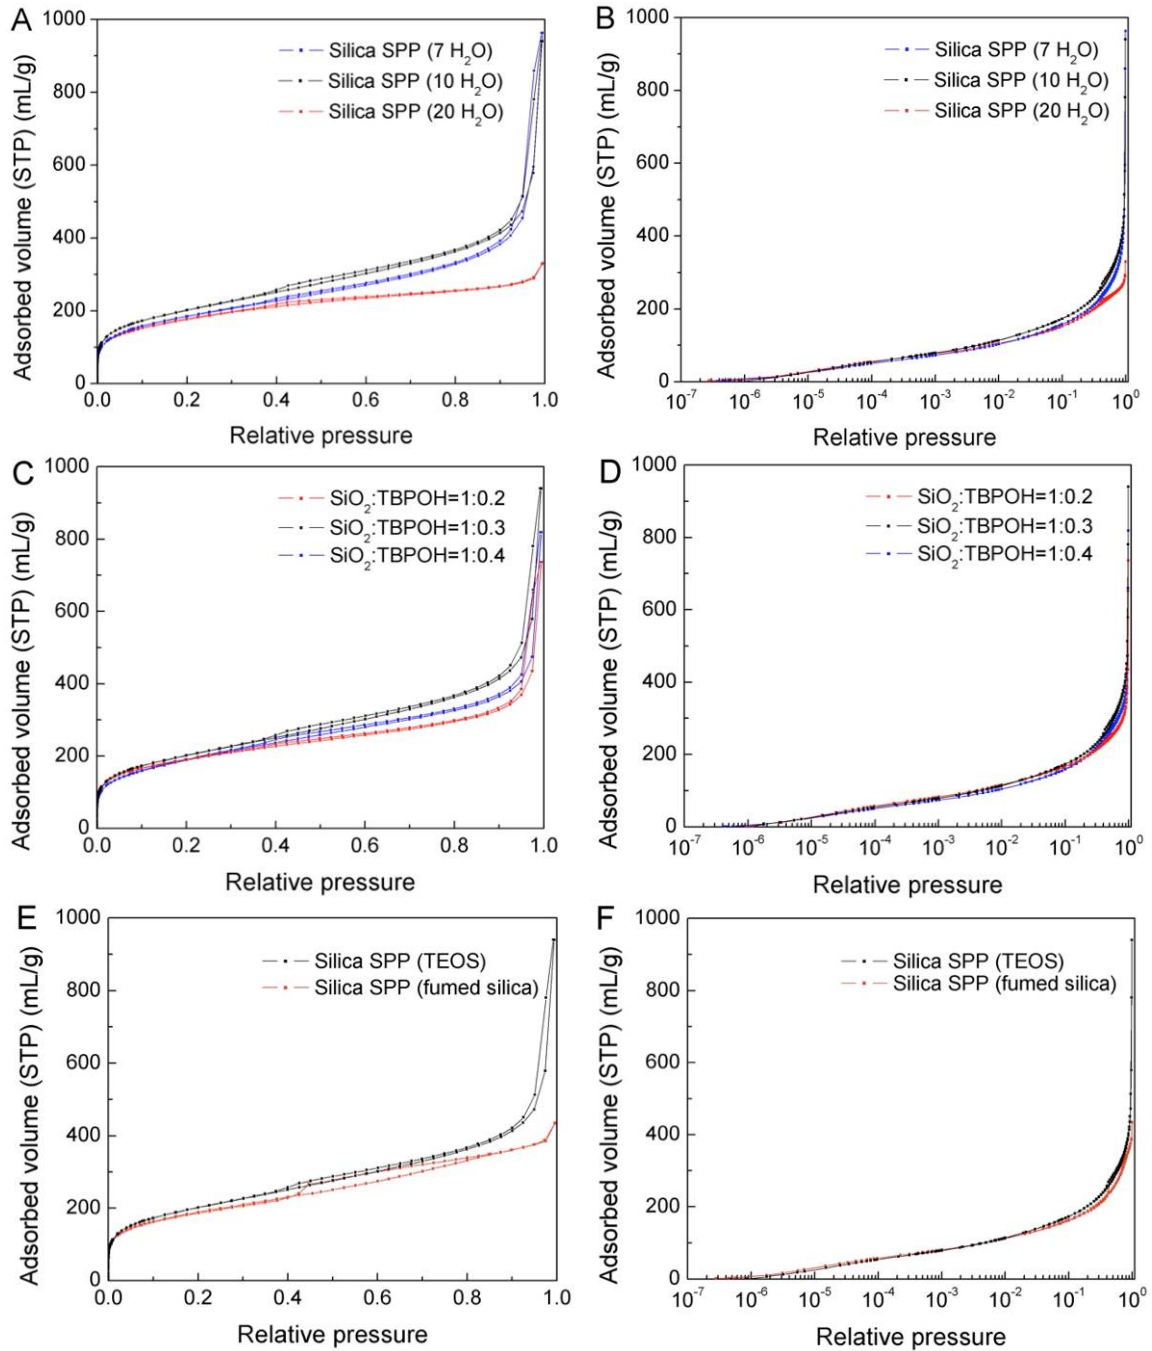 A
Adsorbed volume (STP) (mL/g)
1000
800
600
400
200
0
Silica SPP (7 H₂O)
Silica SPP (10 H₂O)
Silica SPP (20 H₂O)
0.0 0.2 0.4 0.6 0.8 1.0
Relative pressure
B
Adsorbed volume (STP) (mL/g)
1000
800
600
400
200
0
Silica SPP (7 H₂O)
Silica SPP (10 H₂O)
Silica SPP (20 H₂O)
10⁻⁷ 10⁻⁶ 10⁻⁵ 10⁻⁴ 10⁻³ 10⁻² 10⁻¹ 10⁰
Relative pressure
C
Adsorbed volume (STP) (mL/g)
1000
800
600
400
200
0
SiO₂:TBPOH=1:0.2
SiO₂:TBPOH=1:0.3
SiO₂:TBPOH=1:0.4
0.0 0.2 0.4 0.6 0.8 1.0
Relative pressure
D
Adsorbed volume (STP) (mL/g)
1000
800
600
400
200
0
SiO₂:TBPOH=1:0.2
SiO₂:TBPOH=1:0.3
SiO₂:TBPOH=1:0.4
10⁻⁷ 10⁻⁶ 10⁻⁵ 10⁻⁴ 10⁻³ 10⁻² 10⁻¹ 10⁰
Relative pressure
E
Adsorbed volume (STP) (mL/g)
1000
800
600
400
200
0
Silica SPP (TEOS)
Silica SPP (fumed silica)
0.0 0.2 0.4 0.6 0.8 1.0
Relative pressure
F
Adsorbed volume (STP) (mL/g)
1000
800
600
400
200
0
Silica SPP (TEOS)
Silica SPP (fumed silica)
10⁻⁷ 10⁻⁶ 10⁻⁵ 10⁻⁴ 10⁻³ 10⁻² 10⁻¹ 10⁰
Relative pressure